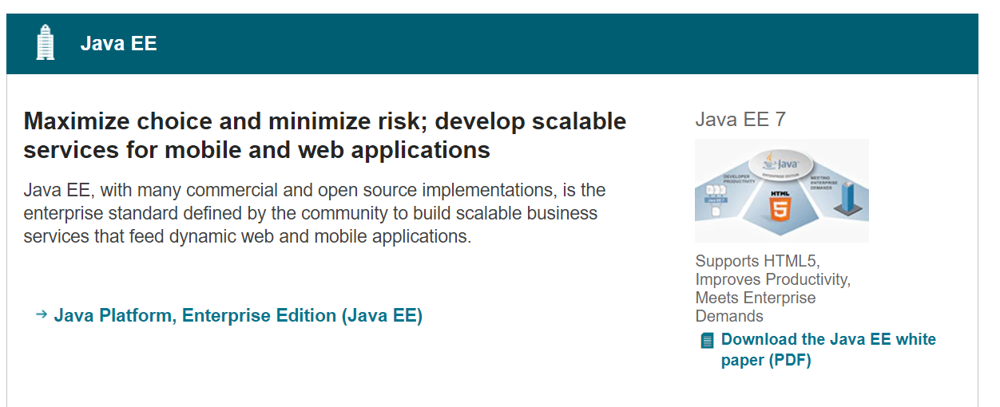 Java EE
Maximize choice and minimize risk; develop scalable
services for mobile and web applications
Java EE, with many commercial and open source implementations, is the
enterprise standard defined by the community to build scalable business
services that feed dynamic web and mobile applications.
Java Platform, Enterprise Edition (Java EE)
Java EE 7
Java
ENTERPRISE EDITION
DEVELOPER
PRODUCTIVITY
MEETING
ENTERPRISE
DEMANDS
HTML
5
Java EE 7
Supports HTML5,
Improves Productivity,
Meets Enterprise
Demands
Download the Java EE white
paper (PDF)